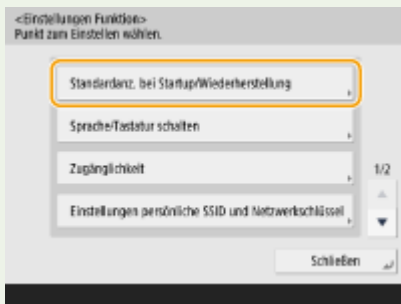 <Einstellungen Funktion>
Punkt zum Einstellen wählen.
Standardanz. bei Startup/Wiederherstellung
Sprache/Tastatur schalten
Zugänglichkeit
1/2
Einstellungen persönliche SSID und Netzwerkschlüssel
Schließen